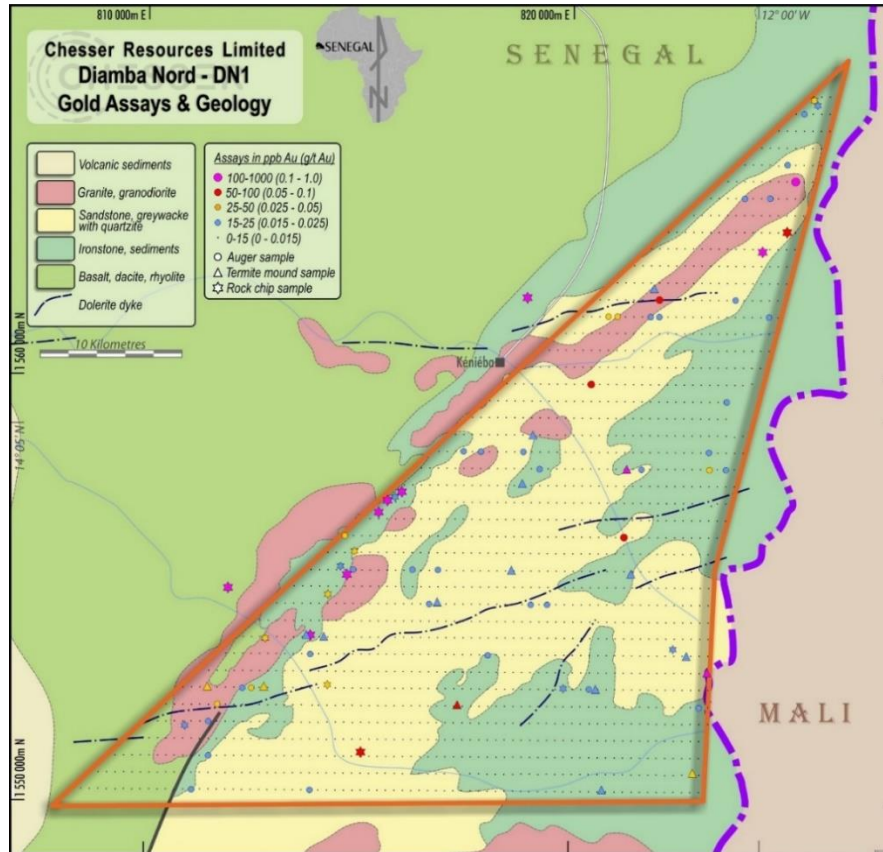 810 000m E
820 000m E
12° 00' W
Chesser Resources Limited
Diamba Nord - DN1
Gold Assays & Geology
SENEGAL
SENEGAL
N
Volcanic sediments
Granite, granodiorite
Sandstone, greywacke
with quartzite
Ironstone, sediments
Basalt, dacite, rhyolite
Dolerite dyke
Assays in ppb Au (g/t Au)
100-1000 (0.1 - 1.0)
50-100 (0.05 - 0.1)
25-50 (0.025 - 0.05)
15-25 (0.015 - 0.025)
0-15 (0 - 0.015)
Auger sample
Termite mound sample
Rock chip sample
1 560 000m N
10 Kilometres
Kéniéba
14° 05' N
MALI
1 550 000m N